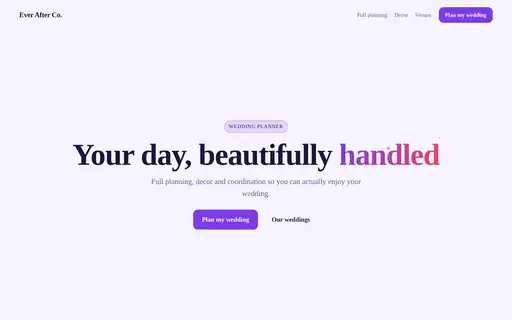 Ever After Co.
Full planning
Decor
Venues
Plan my wedding
WEDDING PLANNER
Your day, beautifully handled
Full planning, decor and coordination so you can actually enjoy your
wedding.
Plan my wedding
Our weddings